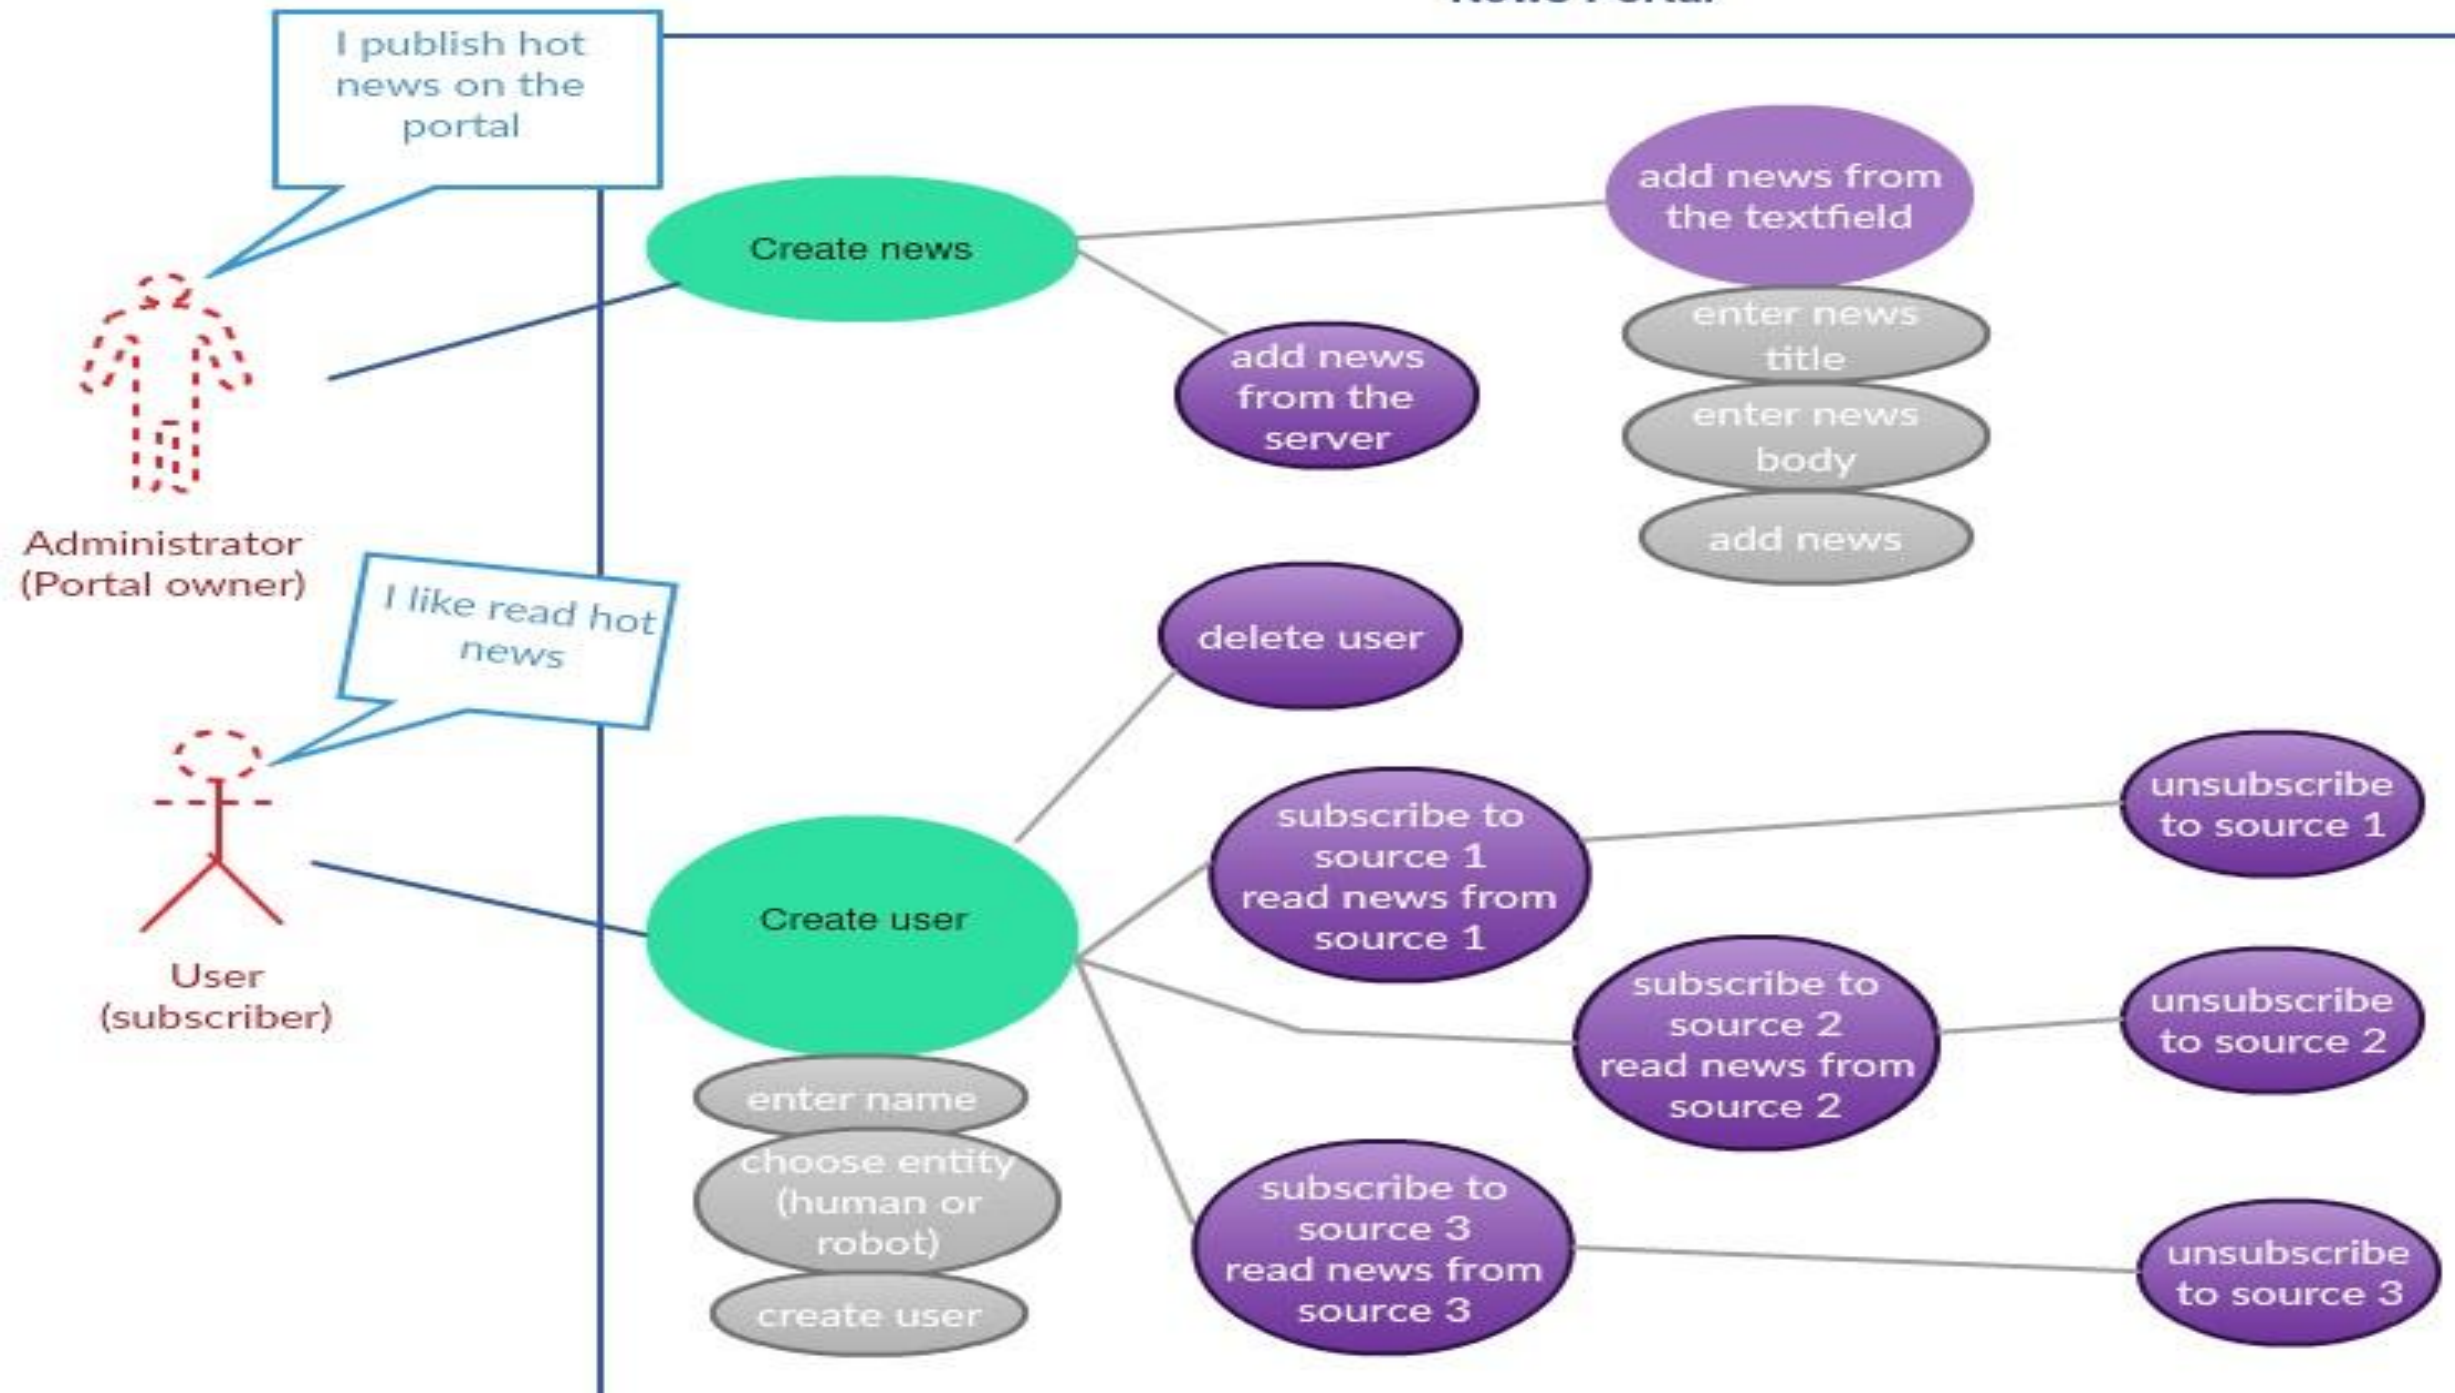 News Portal
I publish hot
news on the
portal
Create news
add news from
the textfield
enter news
title
enter news
body
add news
add news
from the
server
Administrator
(Portal owner)
I like read hot
news
delete user
User
(subscriber)
Create user
enter name
choose entity
(human or
robot)
create user
subscribe to
source 1
read news from
source 1
unsubscribe
to source 1
subscribe to
source 2
read news from
source 2
unsubscribe
to source 2
subscribe to
source 3
read news from
source 3
unsubscribe
to source 3